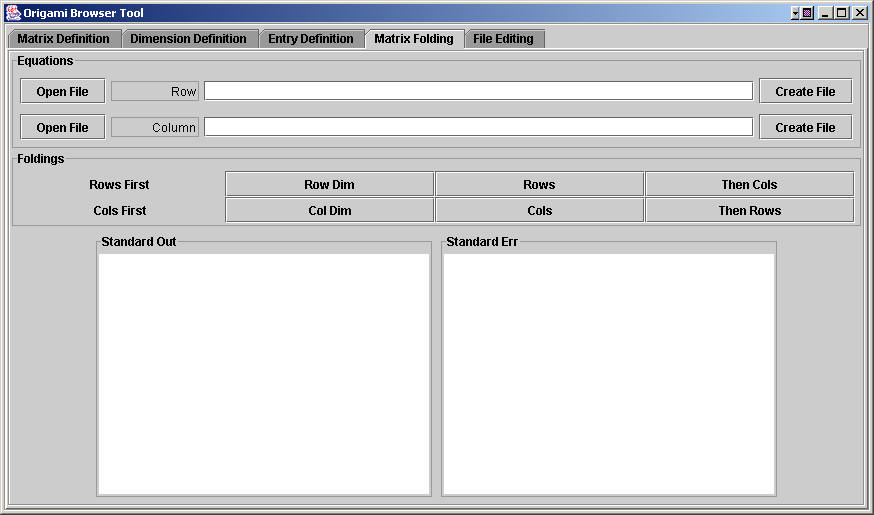 Origami Browser Tool
Matrix Definition Dimension Definition Entry Definition Matrix Folding File Editing
Equations
Open File Row Create File
Open File Column Create File
Foldings
Rows First Row Dim Rows Then Cols
Cols First Col Dim Cols Then Rows
Standard Out Standard Err